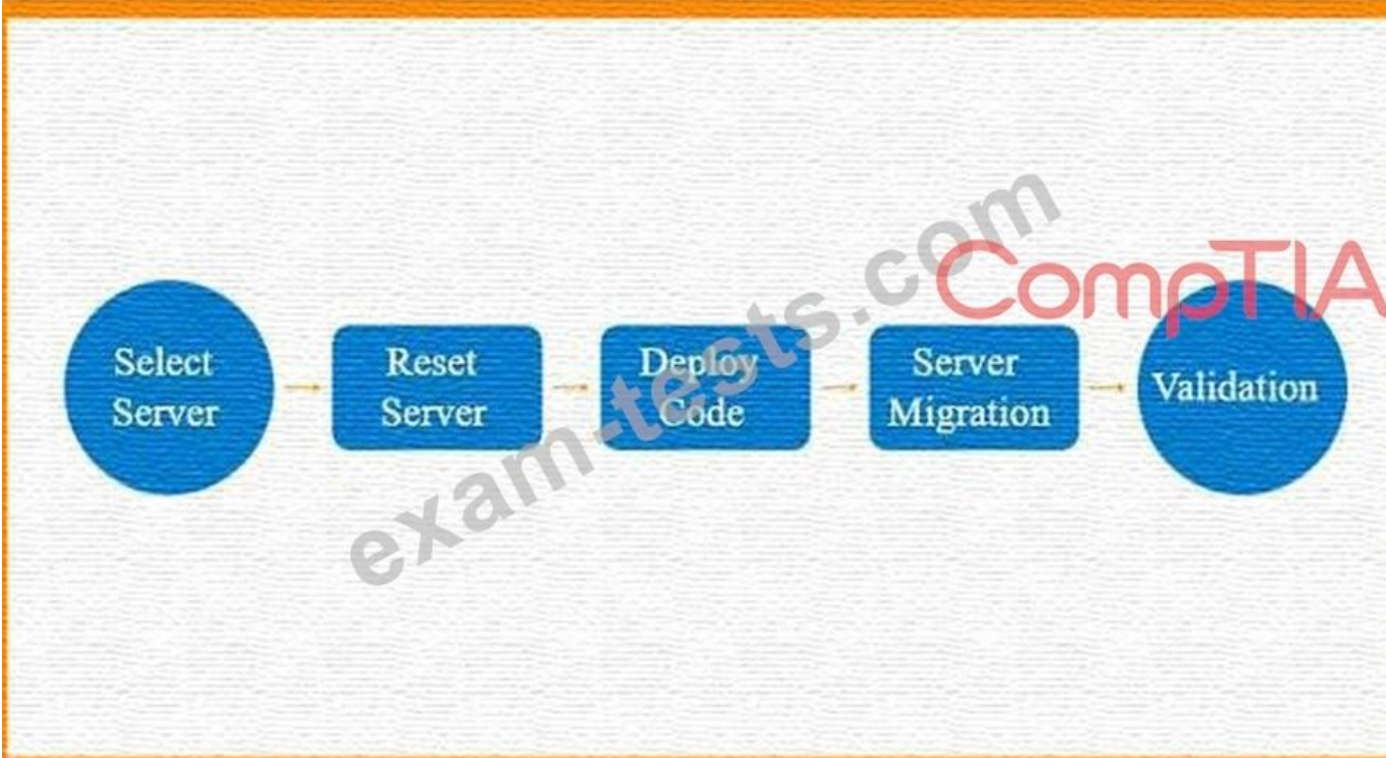 Select
Server
Reset
Server
Deploy
Code
Server
Migration
Validation
CompTIA
exam-tests.com